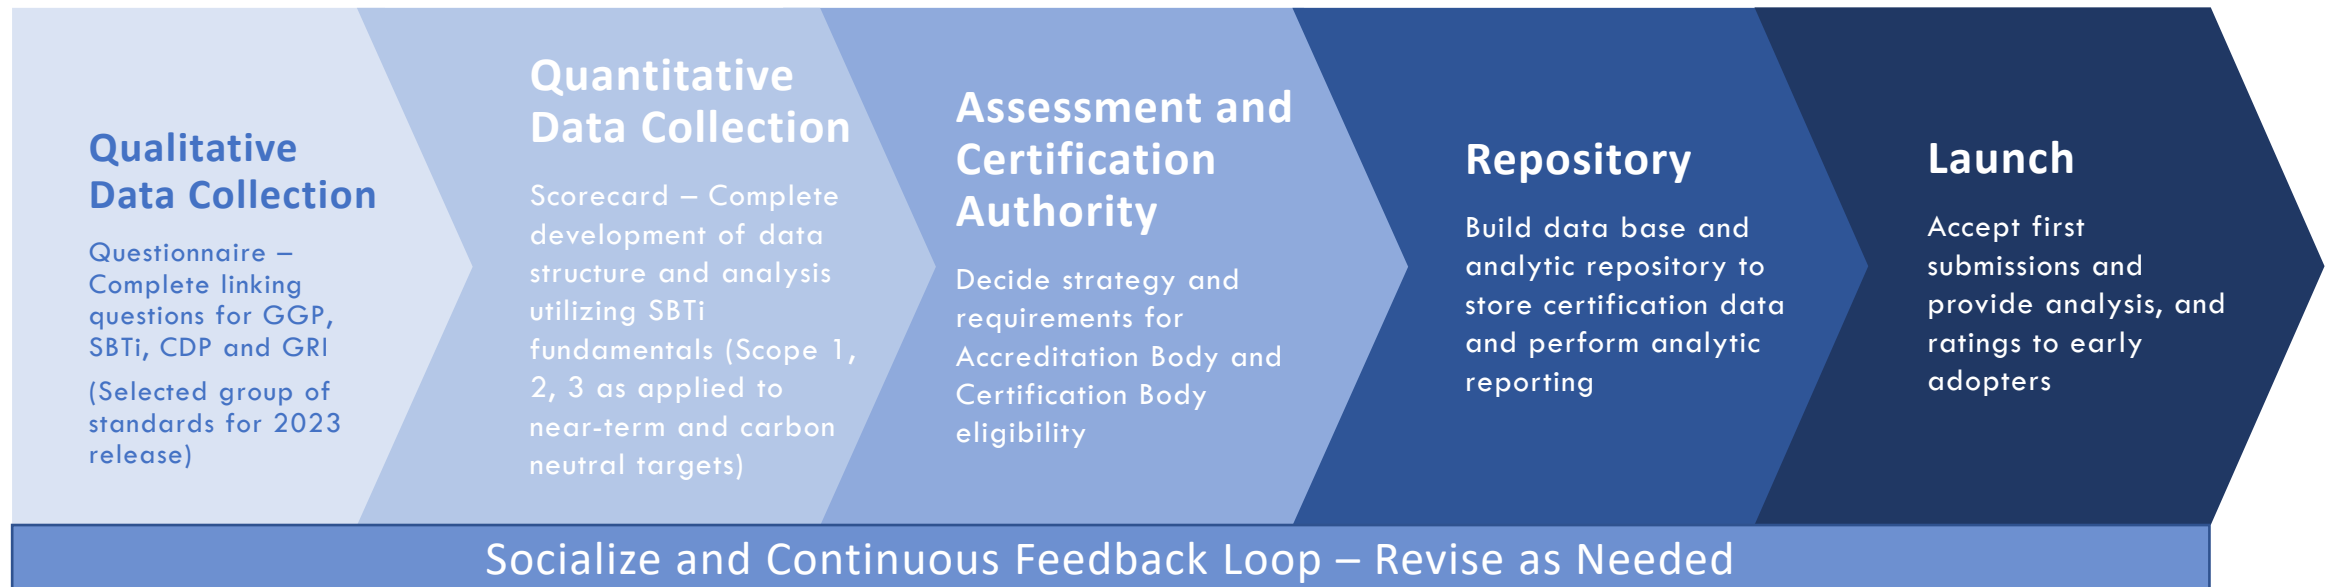 Qualitative
Data Collection
Questionnaire –
Complete linking
questions for GGP,
SBTi, CDP and GRI
(Selected group of
standards for 2023
release)
Quantitative
Data Collection
Scorecard – Complete
development of data
structure and analysis
utilizing SBTi
fundamentals (Scope 1,
2, 3 as applied to
near-term and carbon
neutral targets)
Assessment and
Certification
Authority
Decide strategy and
requirements for
Accreditation Body and
Certification Body
eligibility
Repository
Build data base and
analytic repository to
store certification data
and perform analytic
reporting
Launch
Accept first
submissions and
provide analysis, and
ratings to early
adopters
Socialize and Continuous Feedback Loop – Revise as Needed